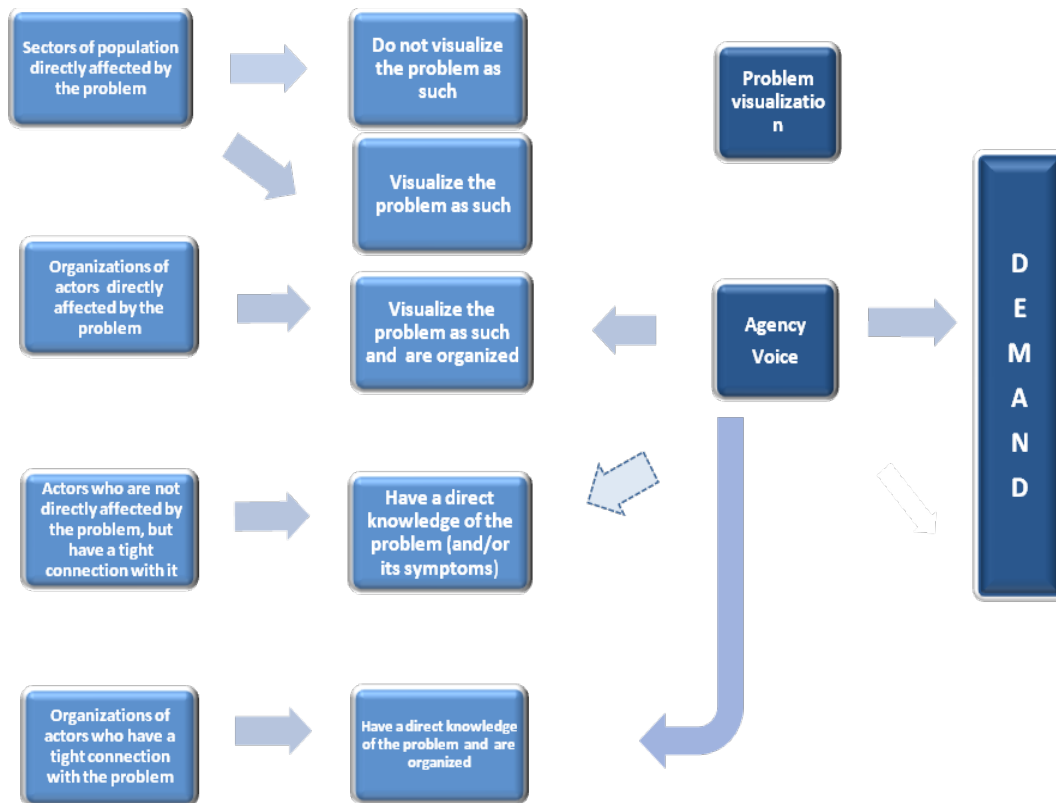 Sectors of population
directly affected by
the problem
Do not visualize
the problem as
such
Problem
visualizatio
n
Visualize the
problem as such
Organizations of
actors directly
affected by the
problem
Visualize the
problem as such
and are organized
Agency
Voice
D
E
M
A
N
D
Actors who are not
directly affected by
the problem, but
have a tight
connection with it
Have a direct
knowledge of the
problem (and/or
its symptoms)
Organizations of
actors who have a
tight connection
with the problem
Have a direct knowledge
of the problem and are
organized